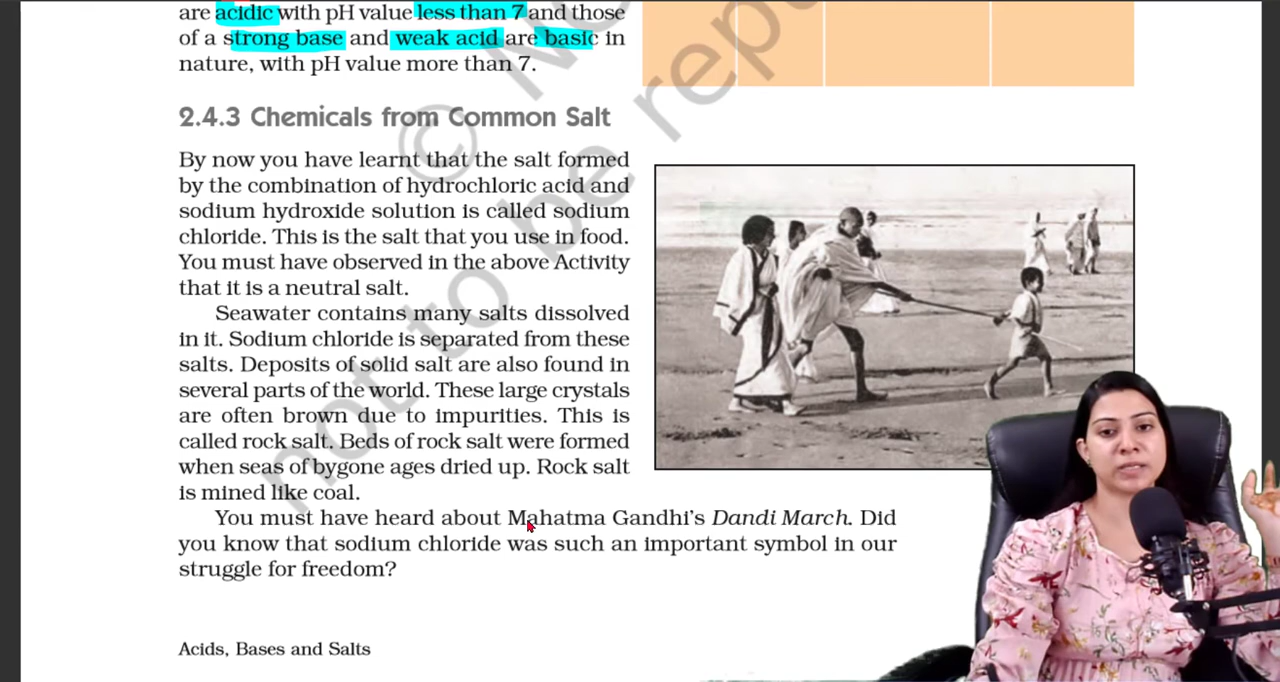 are acidic with pH value less than 7 and those
of a strong base and weak acid are basic in
nature, with pH value more than 7.
2.4.3 Chemicals from Common Salt
By now you have learnt that the salt formed
by the combination of hydrochloric acid and
sodium hydroxide solution is called sodium
chloride. This is the salt that you use in food.
You must have observed in the above Activity
that it is a neutral salt.
Seawater contains many salts dissolved
in it. Sodium chloride is separated from these
salts. Deposits of solid salt are also found in
several parts of the world. These large crystals
are often brown due to impurities. This is
called rock salt. Beds of rock salt were formed
when seas of bygone ages dried up. Rock salt
is mined like coal.
You must have heard about Mahatma Gandhi's Dandi March. Did
you know that sodium chloride was such an important symbol in our
struggle for freedom?
Acids, Bases and Salts
©
not to be